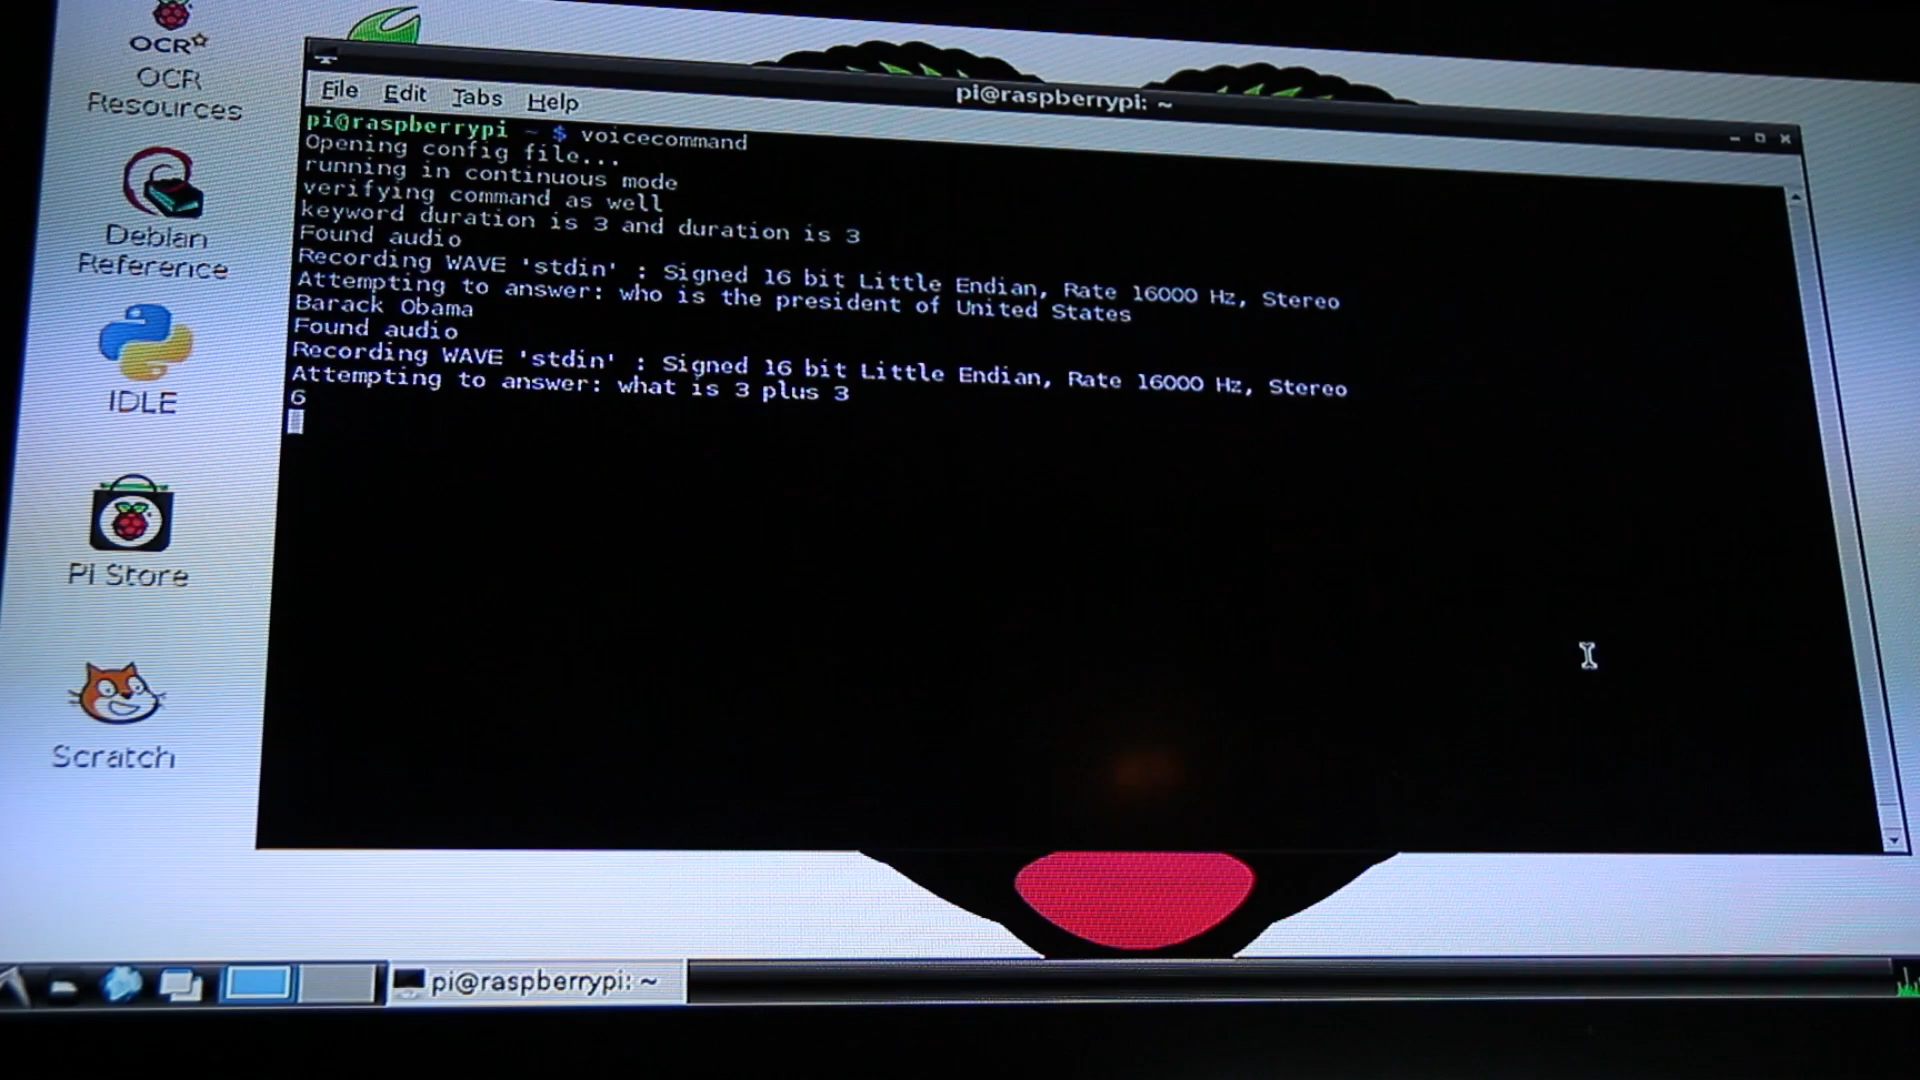 OCR
OCR
Resources
Debian
Reference
IDLE
Pi Store
Scratch
pi@raspberrypi: ~
File Edit Tabs Help
pi@raspberrypi ~ $ voicecommand
Opening config file...
running in continuous mode
verifying command as well
keyword duration is 3 and duration is 3
Found audio
Recording WAVE 'stdin' : Signed 16 bit Little Endian, Rate 16000 Hz, Stereo
Attempting to answer: who is the president of United States
Barack Obama
Found audio
Recording WAVE 'stdin' : Signed 16 bit Little Endian, Rate 16000 Hz, Stereo
Attempting to answer: what is 3 plus 3
6
pi@raspberrypi: ~